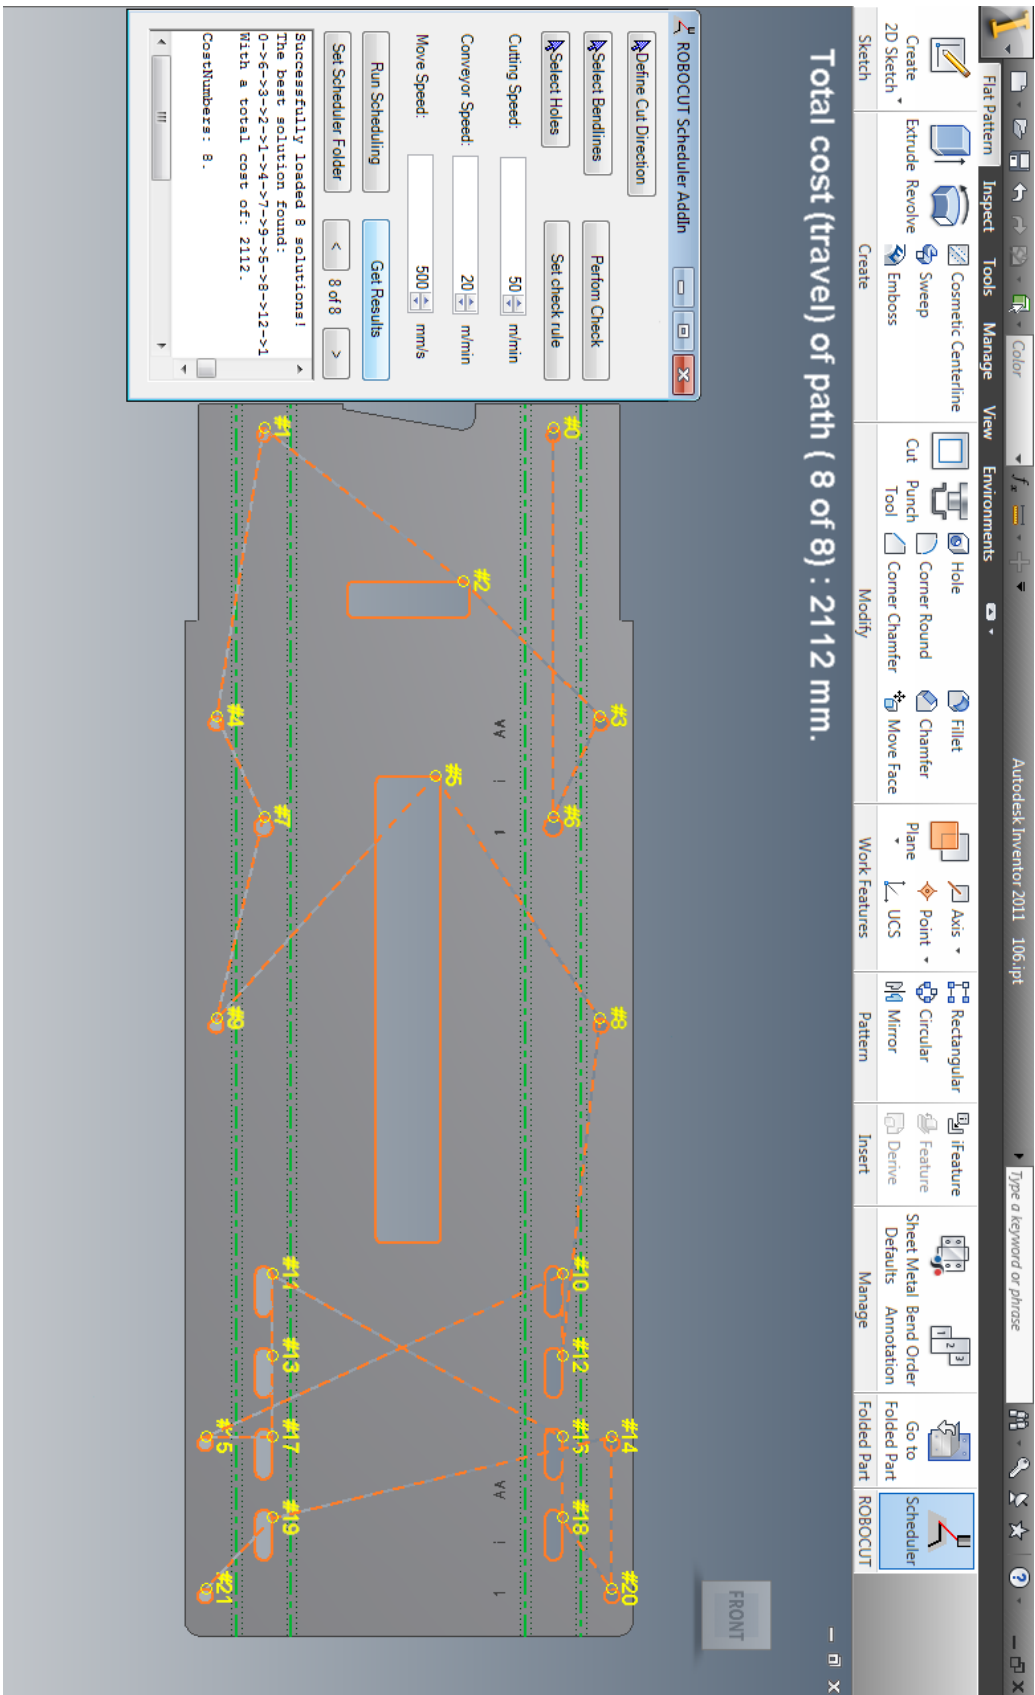 Autodesk Inventor 2011 106.ipt
Type a keyword or phrase
Color
Flat Pattern
Inspect
Tools
Manage
View
Environments
Create
2D Sketch
Sketch
Extrude
Revolve
Cosmetic Centerline
Sweep
Emboss
Create
Cut
Punch
Tool
Hole
Corner Round
Corner Chamfer
Fillet
Chamfer
Move Face
Modify
Plane
Axis
Point
UCS
Work Features
Rectangular
Circular
Mirror
Pattern
iFeature
Feature
Derive
Insert
Sheet Metal
Defaults
Bend Order
Annotation
Manage
Go to
Folded Part
Folded Part
Scheduler
ROBOCUT
Total cost (travel) of path ( 8 of 8) : 2112 mm.
FRONT
ROBOCUT Scheduler AddIn
Define Cut Direction
Select Bendlines
Perfom Check
Select Holes
Set check rule
Cutting Speed:
50
m/min
Conveyor Speed:
20
m/min
Move Speed:
500
mm/s
Run Scheduling
Get Results
Set Scheduler Folder
<
8 of 8
>
Successfully loaded 8 solutions!
The best solution found:
0->6->3->2->1->4->7->9->5->8->12->1
With a total cost of: 2112.
CostNumbers: 8.
#0
#1
#2
#3
#4
#5
#6
#7
#8
#9
#10
#11
#12
#13
#14
#15
#16
#17
#18
#19
#20
#21
AA
i
1
AA
i
1